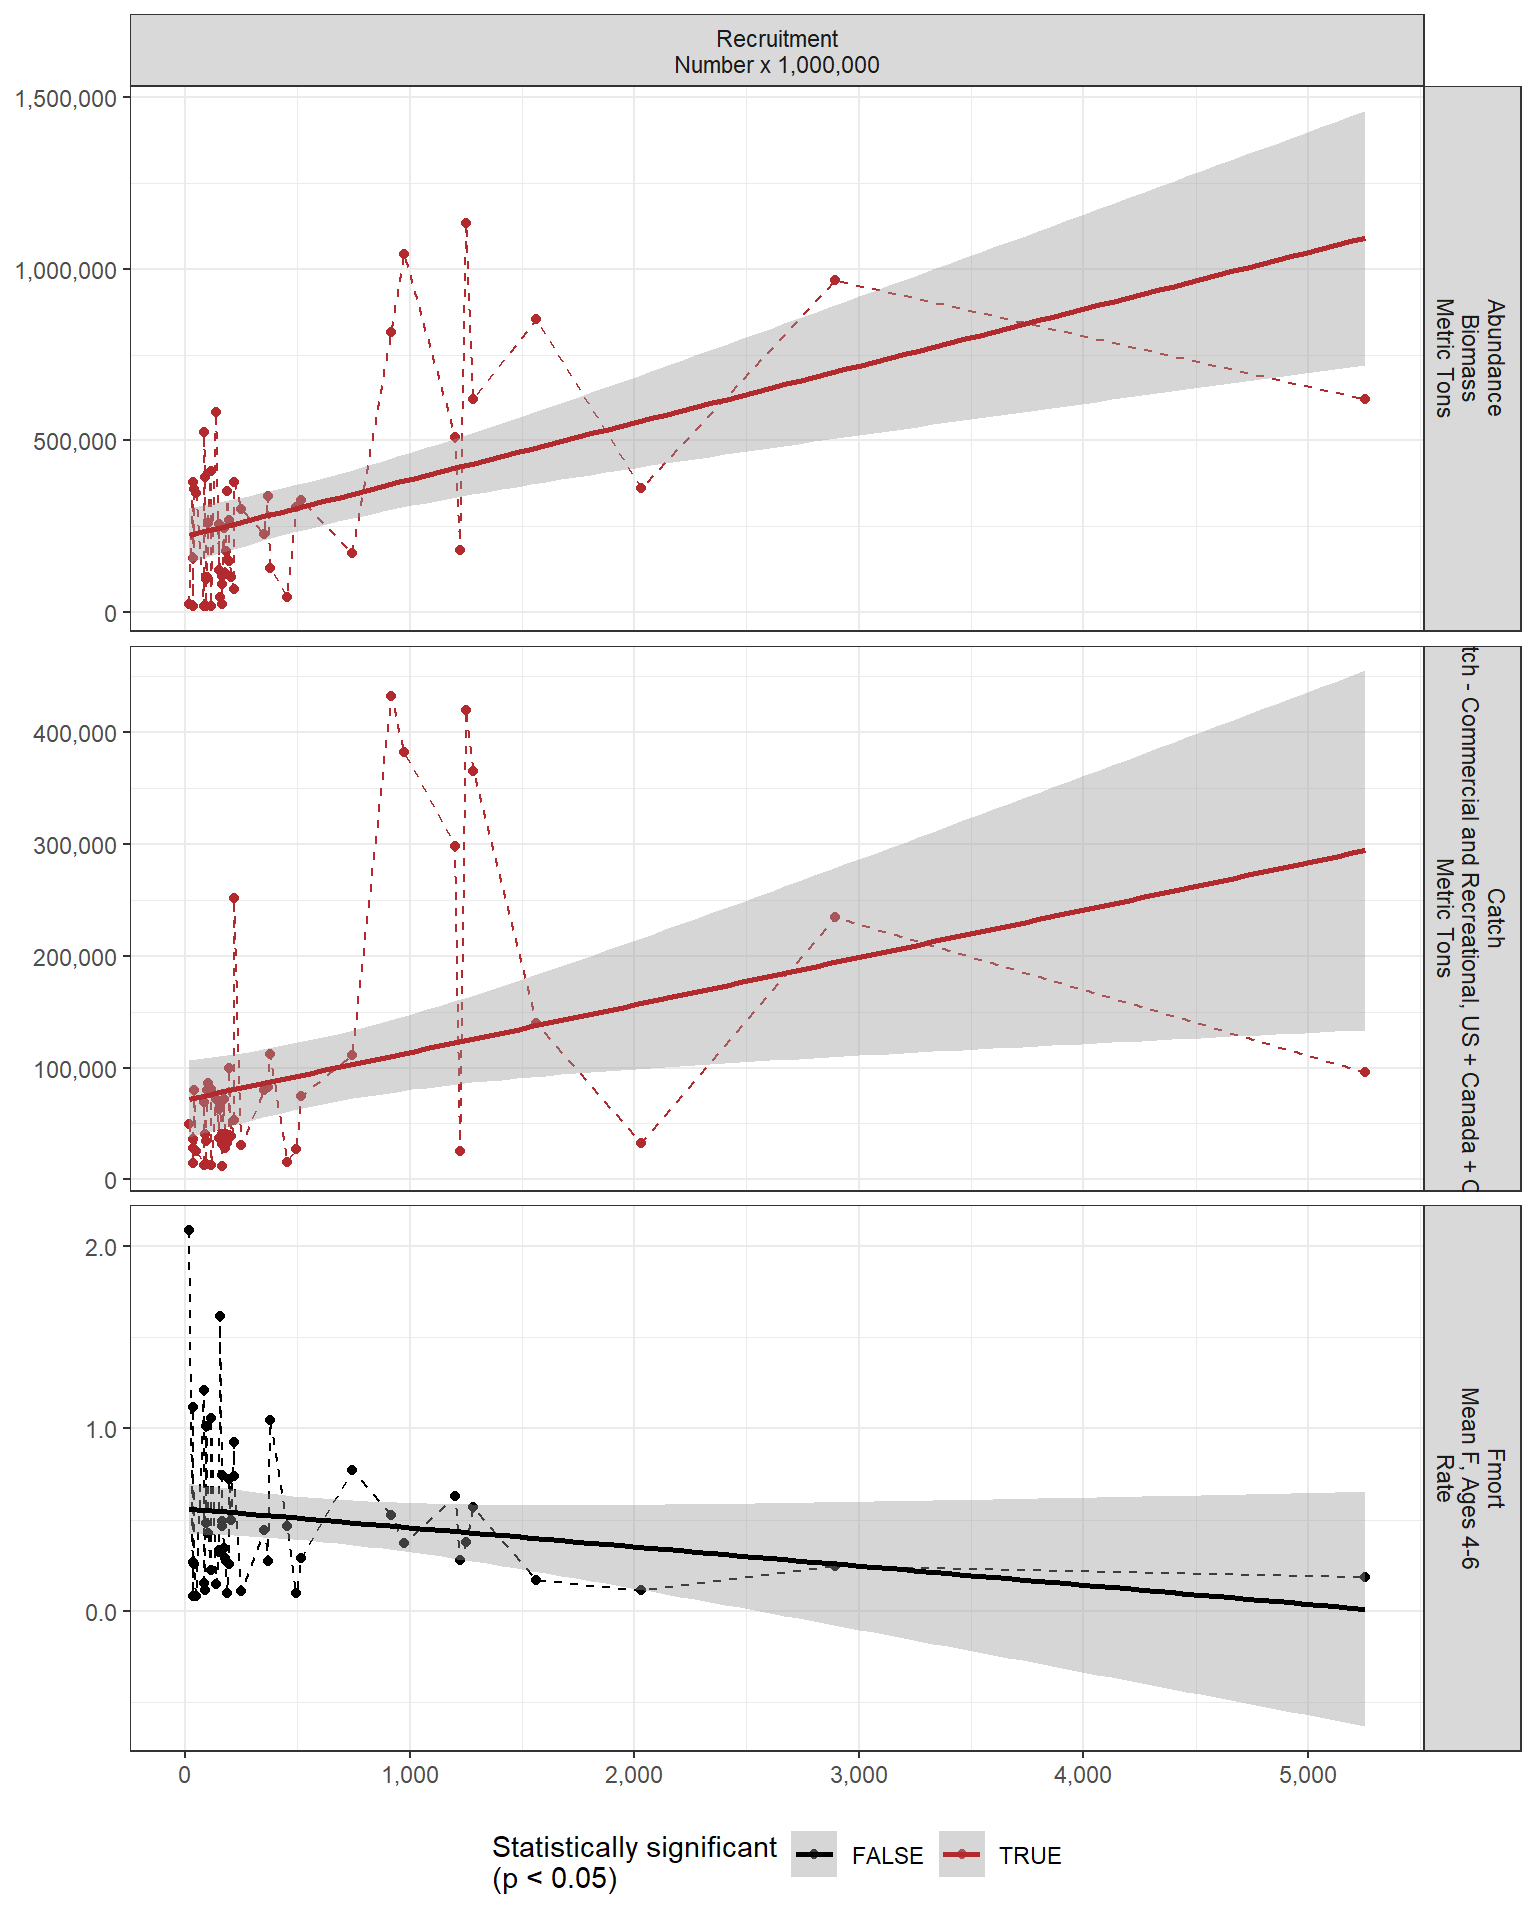 Recruitment
Number x 1,000,000
1,500,000
1,000,000
500,000
0
Abundance
Biomass
Metric Tons
400,000
300,000
200,000
100,000
0
Catch
tch - Commercial and Recreational, US + Canada +
Metric Tons
2.0
1.0
0.0
Fmort
Mean F, Ages 4-6
Rate
0
1,000
2,000
3,000
4,000
5,000
Statistically significant
(p < 0.05)
FALSE
TRUE